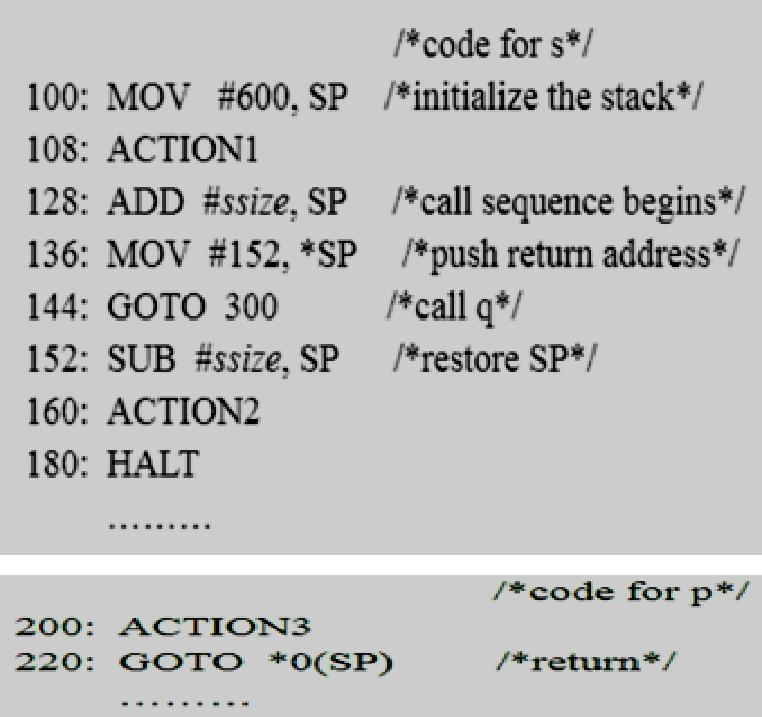 /*code for s*/
100: MOV #600, SP /*initialize the stack*/
108: ACTION1
128: ADD #ssize, SP /*call sequence begins*/
136: MOV #152, *SP /*push return address*/
144: GOTO 300 /*call q*/
152: SUB #ssize, SP /*restore SP*/
160: ACTION2
180: HALT
.........
/*code for p*/
200: ACTION3
220: GOTO *0(SP) /*return*/
.........